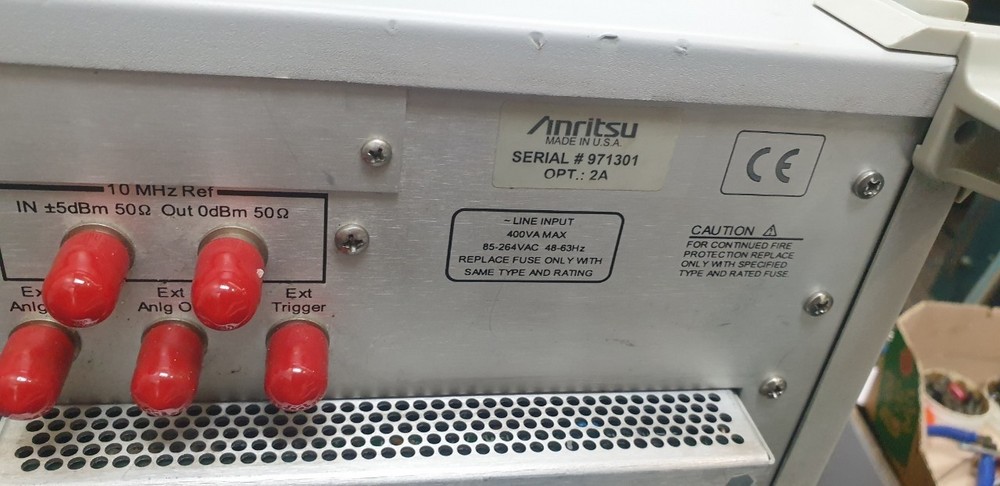 Anritsu
MADE IN U.S.A.
SERIAL # 971301
OPT.: 2A
CE
10 MHz Ref
IN ±5dBm 50Ω Out 0dBm 50Ω
~ LINE INPUT
400VA MAX
85-264VAC 48-63Hz
REPLACE FUSE ONLY WITH
SAME TYPE AND RATING
CAUTION
FOR CONTINUED FIRE
PROTECTION REPLACE
ONLY WITH SPECIFIED
TYPE AND RATED FUSE
Anlg
Ext
Anlg
Ext
Trigger